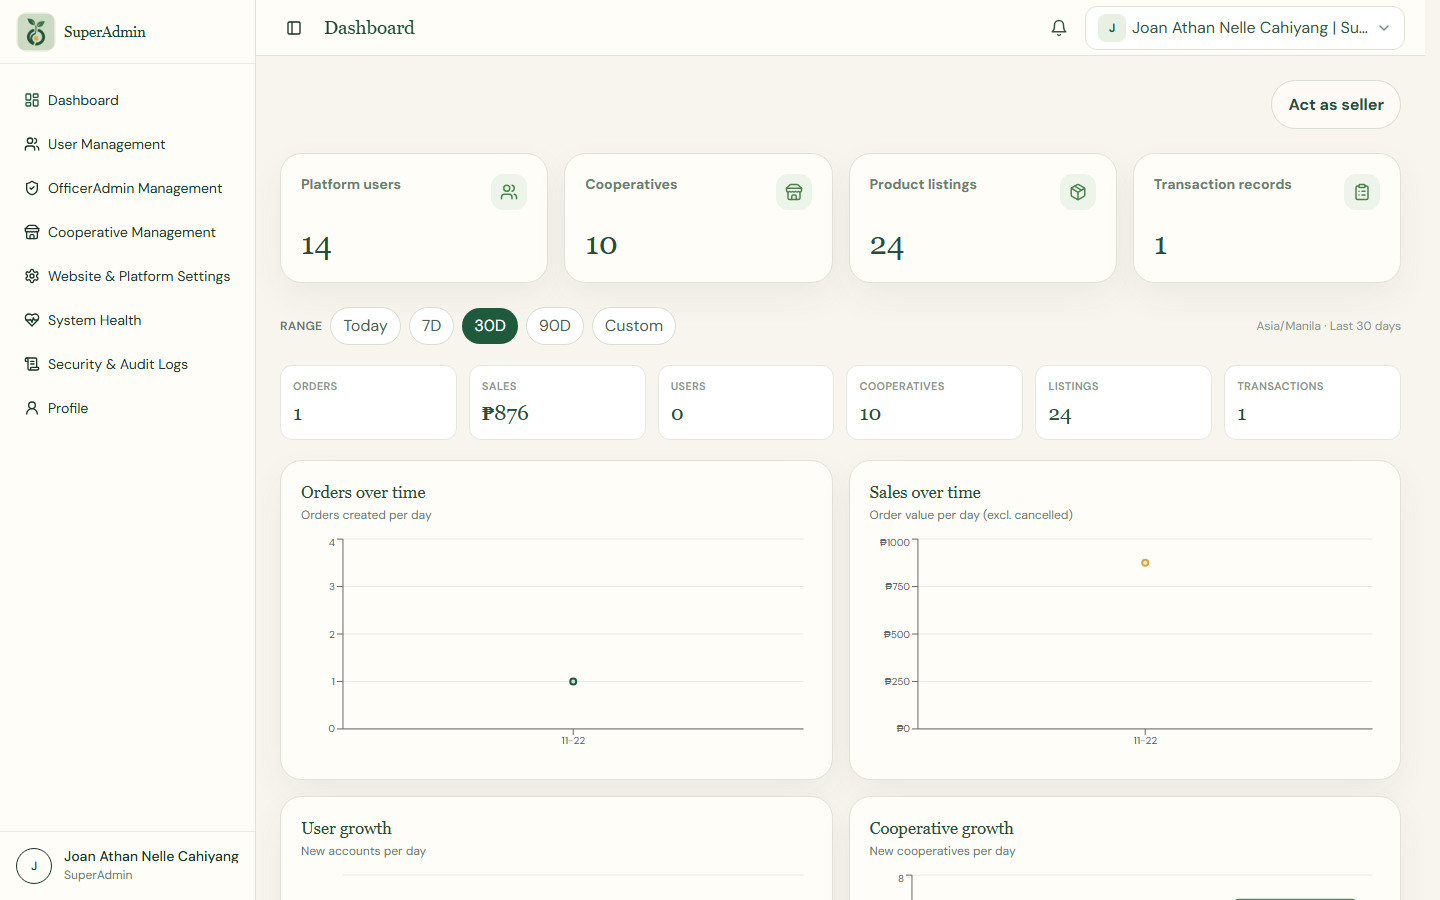 SuperAdmin
Dashboard
User Management
OfficerAdmin Management
Cooperative Management
Website & Platform Settings
System Health
Security & Audit Logs
Profile
J
Joan Athan Nelle Cahiyang
SuperAdmin
Dashboard
J Joan Athan Nelle Cahiyang | Su...
Act as seller
Platform users
14
Cooperatives
10
Product listings
24
Transaction records
1
RANGE Today 7D 30D 90D Custom
Asia/Manila · Last 30 days
ORDERS
1
SALES
₱876
USERS
0
COOPERATIVES
10
LISTINGS
24
TRANSACTIONS
1
Orders over time
Orders created per day
4
3
2
1
0
11-22
Sales over time
Order value per day (excl. cancelled)
₱1000
₱750
₱500
₱250
₱0
11-22
User growth
New accounts per day
Cooperative growth
New cooperatives per day
8